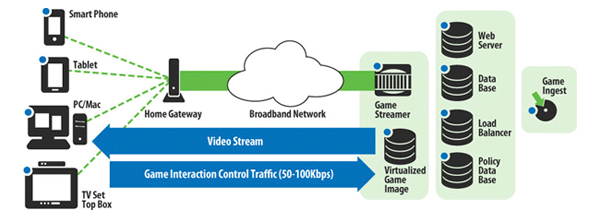 Smart Phone
Tablet
PC/Mac
TV Set
Top Box
Home Gateway
Broadband Network
Video Stream
Game Interaction Control Traffic (50-100Kbps)
Game
Streamer
Virtualized
Game
Image
Web
Server
Data
Base
Load
Balancer
Policy
Data
Base
Game
Ingest